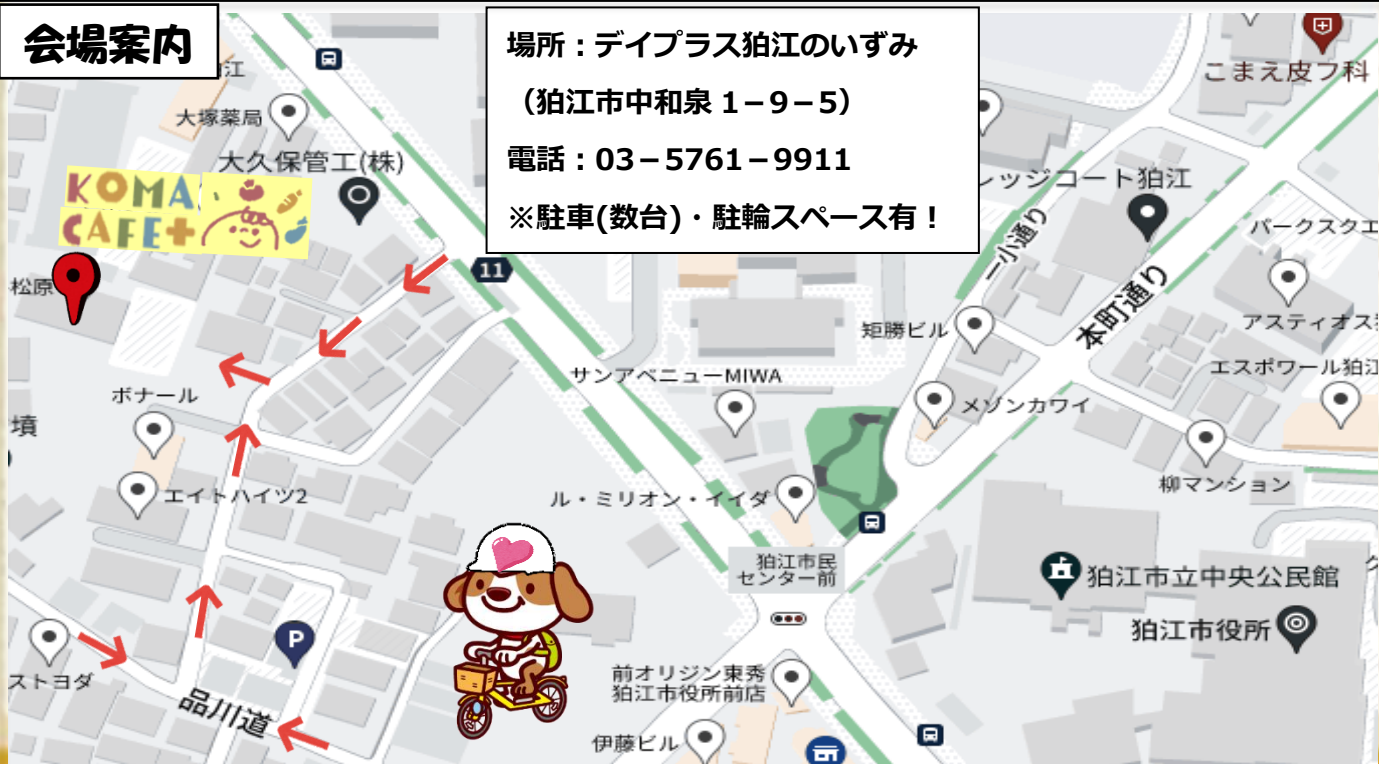 会場案内
場所：デイプラス狛江のいずみ
（狛江市中和泉 1－9－5）
電話：03－5761－9911
※駐車(数台)・駐輪スペース有！
こまえ皮フ科
江
大塚薬局
大久保管工(株)
KOMA
CAFE+
レッジコート狛江
一小通り
パークスクエ
11
松原
本町通り
矩勝ビル
アスティオス
エスポワール狛江
サンアベニューMIWA
ボナール
メゾンカワイ
墳
柳マンション
エイトハイツ2
ル・ミリオン・イイダ
狛江市民
センター前
狛江市立中央公民館
狛江市役所
P
ストヨダ
品川道
前オリジン東秀
狛江市役所前店
伊藤ビル